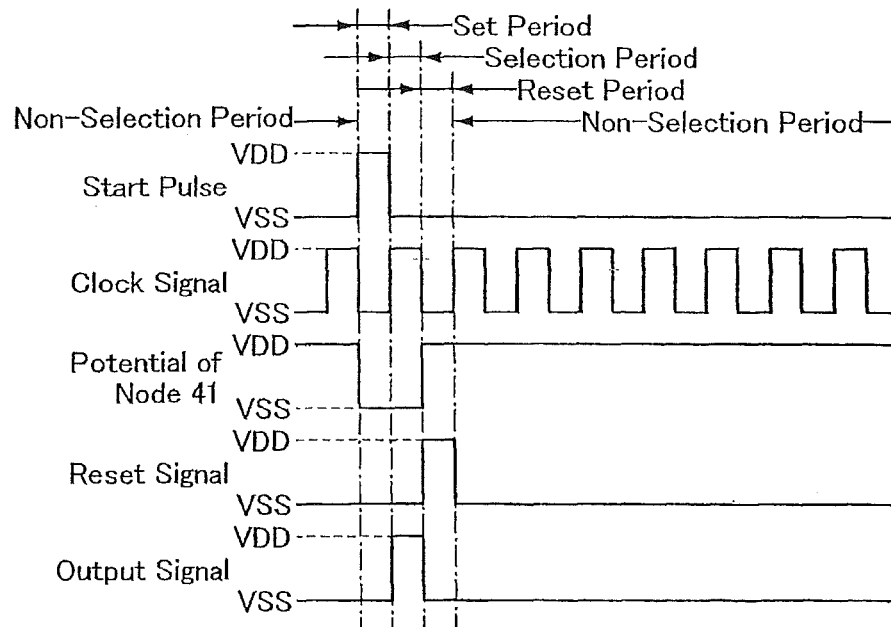 Set Period
Selection Period
Reset Period
Non-Selection Period
Non-Selection Period
VDD
Start Pulse
VSS
VDD
Clock Signal
VSS
VDD
Potential of
Node 41
VSS
VDD
Reset Signal
VSS
VDD
Output Signal
VSS